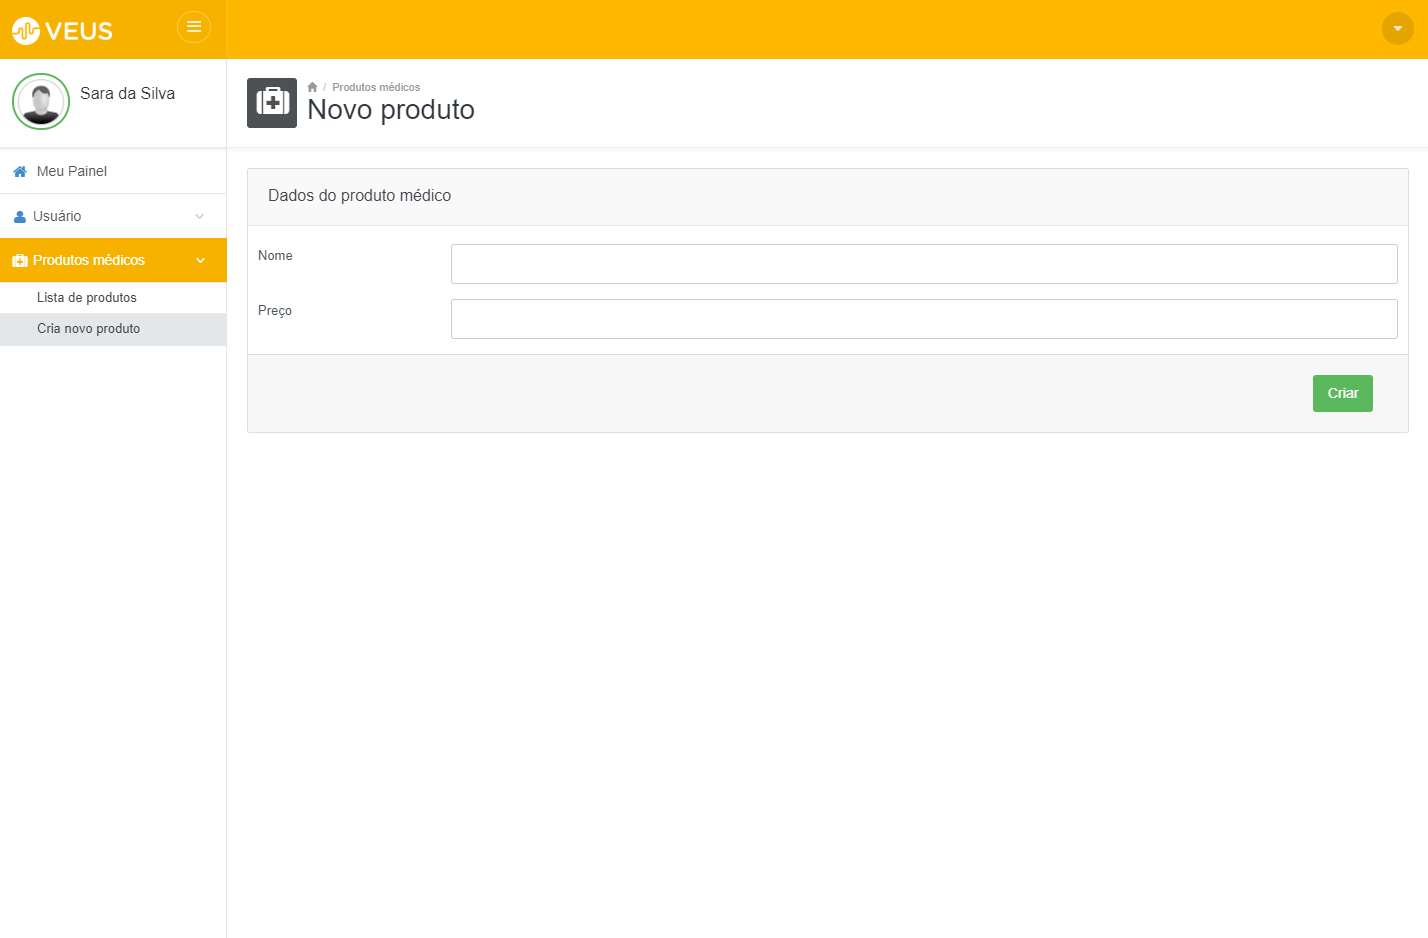 VEUS
Sara da Silva
Meu Painel
Usuário
Produtos médicos
Lista de produtos
Cria novo produto
/ Produtos médicos
Novo produto
Dados do produto médico
Nome
Preço
Criar